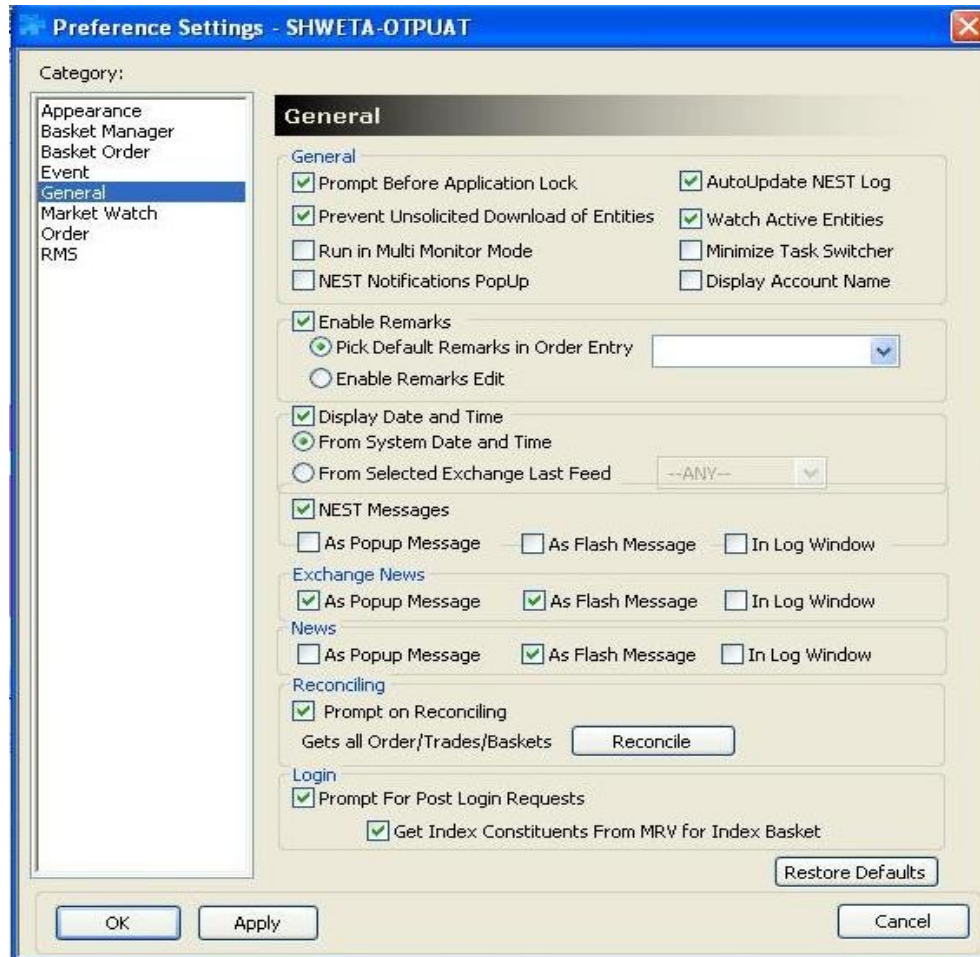 Preference Settings - SHWETA-OTPUAT
Category:
Appearance
Basket Manager
Basket Order
Event
General
Market Watch
Order
RMS
General
General
Prompt Before Application Lock
AutoUpdate NEST Log
Prevent Unsolicited Download of Entities
Watch Active Entities
Run in Multi Monitor Mode
Minimize Task Switcher
NEST Notifications PopUp
Display Account Name
Enable Remarks
Pick Default Remarks in Order Entry
Enable Remarks Edit
Display Date and Time
From System Date and Time
From Selected Exchange Last Feed
--ANY--
NEST Messages
As Popup Message
As Flash Message
In Log Window
Exchange News
As Popup Message
As Flash Message
In Log Window
News
As Popup Message
As Flash Message
In Log Window
Reconciling
Prompt on Reconciling
Gets all Order/Trades/Baskets
Reconcile
Login
Prompt For Post Login Requests
Get Index Constituents From MRV for Index Basket
Restore Defaults
OK
Apply
Cancel